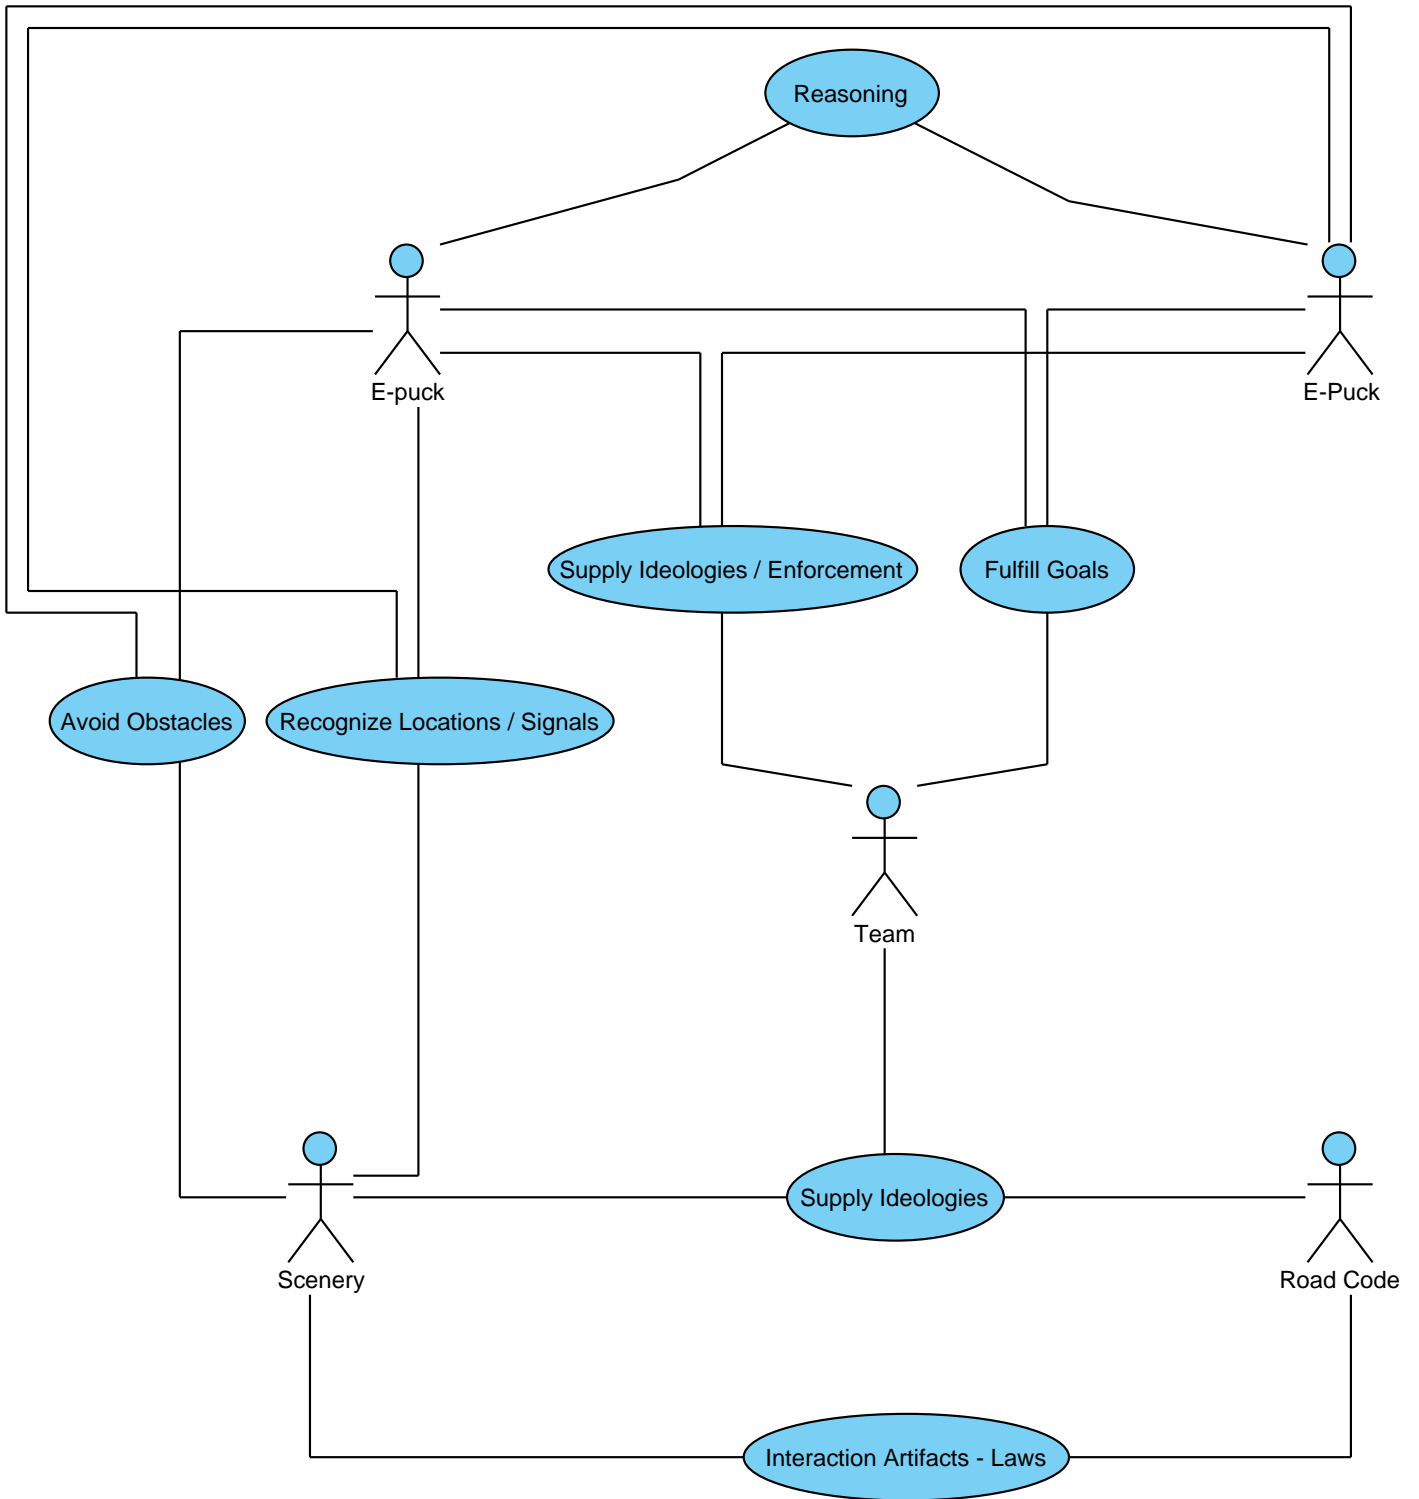 Reasoning
E-puck
E-Puck
Supply Ideologies / Enforcement
Fulfill Goals
Avoid Obstacles
Recognize Locations / Signals
Team
Supply Ideologies
Scenery
Road Code
Interaction Artifacts - Laws